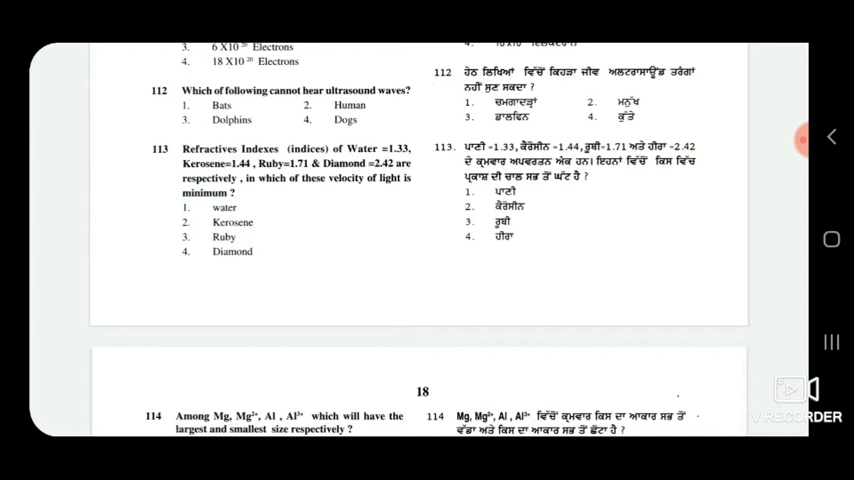 3. 6 X10 20 Electrons
4. 18 X10 20 Electrons
112 Which of following cannot hear ultrasound waves?
1. Bats 2. Human
3. Dolphins 4. Dogs
113 Refractives Indexes (indices) of Water =1.33,
Kerosene=1.44 , Ruby=1.71 & Diamond =2.42 are
respectively , in which of these velocity of light is
minimum ?
1. water
2. Kerosene
3. Ruby
4. Diamond
112 ਹੇਠ ਲਿਖਿਆਂ ਵਿੱਚੋਂ ਕਿਹੜਾ ਜੀਵ ਅਲਟਰਾਸਾਊਂਡ ਤਰੰਗਾਂ
ਨਹੀਂ ਸੁਣ ਸਕਦਾ ?
1. ਚਮਗਾਦੜਾਂ 2. ਮਨੁੱਖ
3. ਡਾਲਫਿਨ 4. ਕੁੱਤੇ
113. ਪਾਣੀ =1.33, ਕੈਰੋਸੀਨ =1.44, ਰੂਬੀ=1.71 ਅਤੇ ਹੀਰਾ =2.42
ਦੇ ਕ੍ਰਮਵਾਰ ਅਪਵਰਤਨ ਅੰਕ ਹਨ। ਇਹਨਾਂ ਵਿੱਚੋਂ ਕਿਸ ਵਿੱਚ
ਪ੍ਰਕਾਸ਼ ਦੀ ਚਾਲ ਸਭ ਤੋਂ ਘੱਟ ਹੈ ?
1. ਪਾਣੀ
2. ਕੈਰੋਸੀਨ
3. ਰੂਬੀ
4. ਹੀਰਾ
18
114 Among Mg, Mg²⁺, Al , Al³⁺ which will have the
largest and smallest size respectively ?
114 Mg, Mg²⁺, Al , Al³⁺ ਵਿੱਚੋਂ ਕ੍ਰਮਵਾਰ ਕਿਸ ਦਾ ਆਕਾਰ ਸਭ ਤੋਂ
ਵੱਡਾ ਅਤੇ ਕਿਸ ਦਾ ਆਕਾਰ ਸਭ ਤੋਂ ਛੋਟਾ ਹੈ ?
V RECORDER